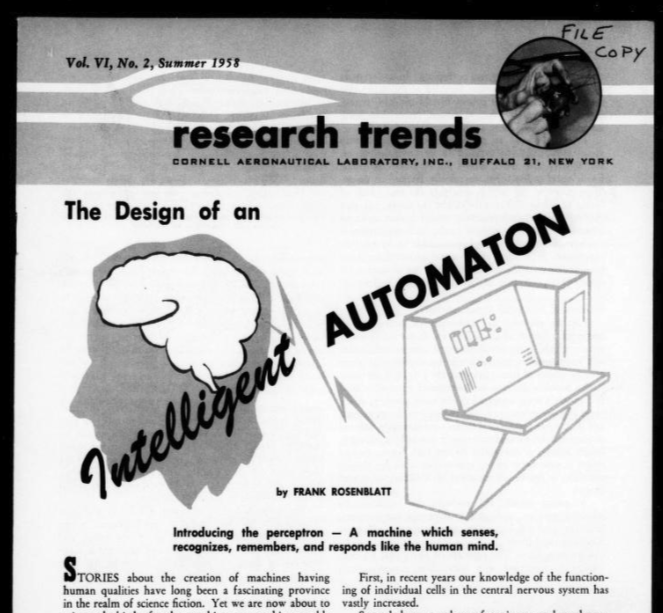 FILE
COPY
Vol. VI, No. 2, Summer 1958
research trends
CORNELL AERONAUTICAL LABORATORY, INC., BUFFALO 21, NEW YORK
The Design of an
Intelligent
AUTOMATON
by FRANK ROSENBLATT
Introducing the perceptron — A machine which senses,
recognizes, remembers, and responds like the human mind.
STORIES about the creation of machines having
human qualities have long been a fascinating province
in the realm of science fiction. Yet we are now about to
First, in recent years our knowledge of the function-
ing of individual cells in the central nervous system has
vastly increased.